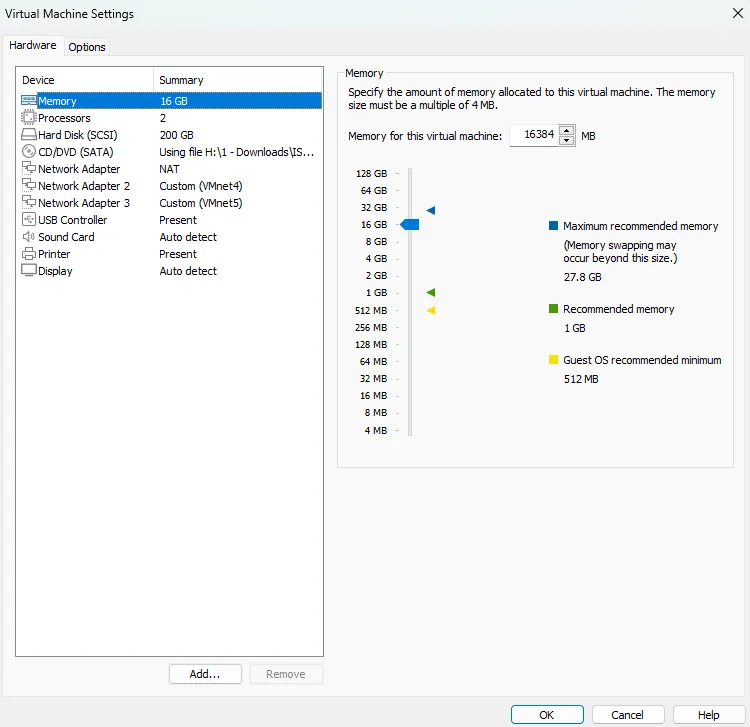 Virtual Machine Settings
Hardware Options
Device Summary
Memory 16 GB
Processors 2
Hard Disk (SCSI) 200 GB
CD/DVD (SATA) Using file H:\1 - Downloads\IS...
Network Adapter NAT
Network Adapter 2 Custom (VMnet4)
Network Adapter 3 Custom (VMnet5)
USB Controller Present
Sound Card Auto detect
Printer Present
Display Auto detect
Add... Remove
Memory
Specify the amount of memory allocated to this virtual machine. The memory
size must be a multiple of 4 MB.
Memory for this virtual machine: 16384 MB
128 GB
64 GB
32 GB
16 GB
8 GB
4 GB
2 GB
1 GB
512 MB
256 MB
128 MB
64 MB
32 MB
16 MB
8 MB
4 MB
Maximum recommended memory
(Memory swapping may
occur beyond this size.)
27.8 GB
Recommended memory
1 GB
Guest OS recommended minimum
512 MB
OK Cancel Help